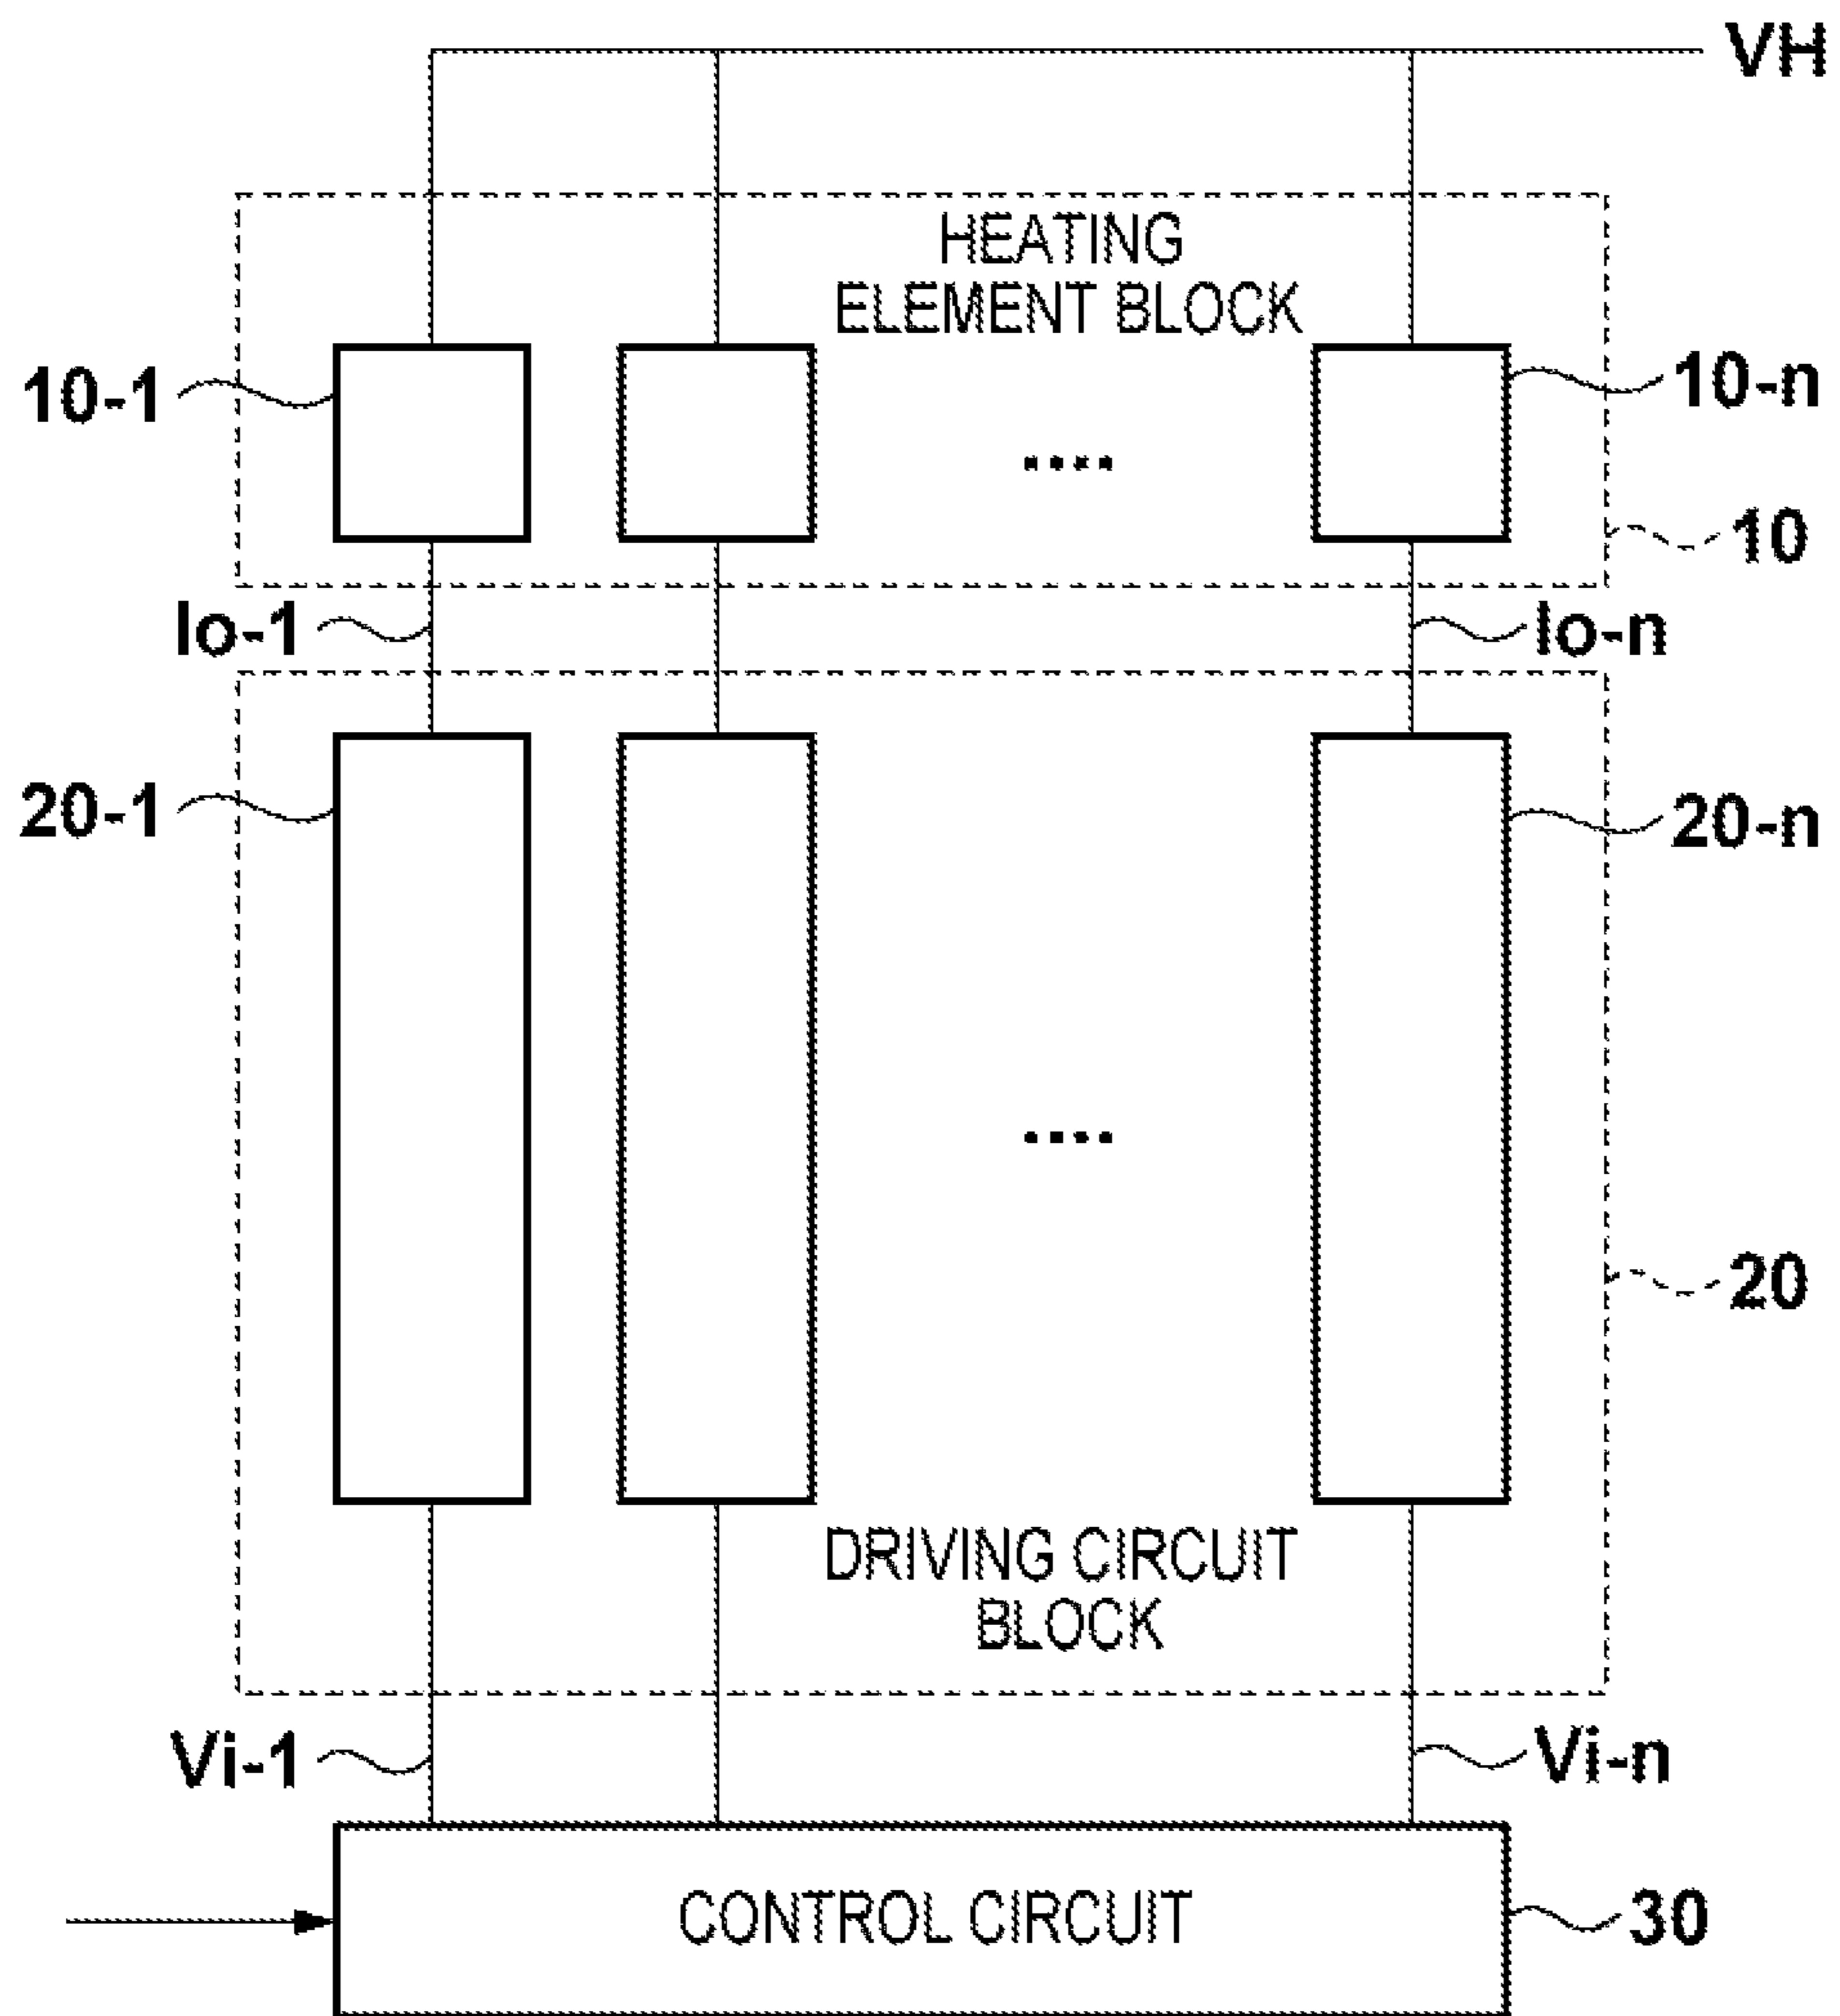 VH
HEATING
ELEMENT BLOCK
10-1
10-n
10
Io-1
Io-n
20-1
20-n
20
DRIVING CIRCUIT
BLOCK
Vi-1
Vi-n
CONTROL CIRCUIT
30